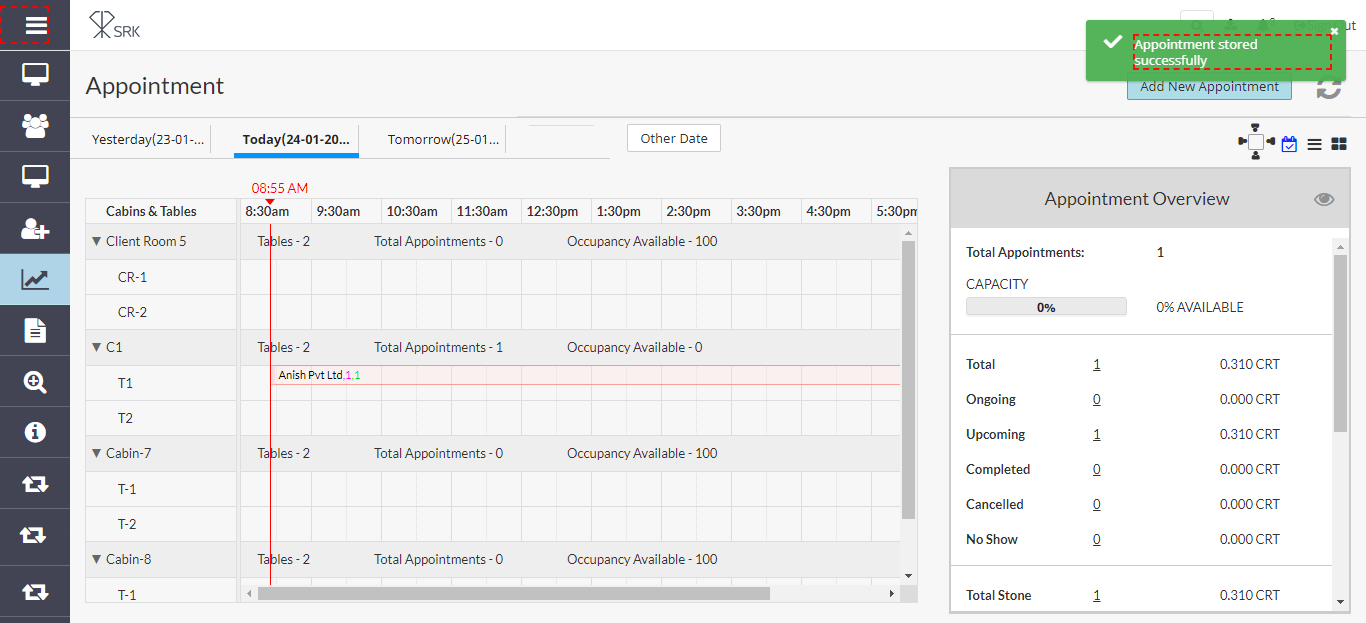 SRK
Appointment stored
successfully
Appointment
Add New Appointment
Yesterday(23-01-...
Today(24-01-20...
Tomorrow(25-01...
Other Date
08:55 AM
Cabins & Tables
8:30am 9:30am 10:30am 11:30am 12:30pm 1:30pm 2:30pm 3:30pm 4:30pm 5:30pm
Client Room 5 Tables - 2 Total Appointments - 0 Occupancy Available - 100
CR-1
CR-2
C1 Tables - 2 Total Appointments - 1 Occupancy Available - 0
T1 Anish Pvt Ltd,1,1
T2
Cabin-7 Tables - 2 Total Appointments - 0 Occupancy Available - 100
T-1
T-2
Cabin-8 Tables - 2 Total Appointments - 0 Occupancy Available - 100
T-1
Appointment Overview
Total Appointments: 1
CAPACITY
0% 0% AVAILABLE
Total 1 0.310 CRT
Ongoing 0 0.000 CRT
Upcoming 1 0.310 CRT
Completed 0 0.000 CRT
Cancelled 0 0.000 CRT
No Show 0 0.000 CRT
Total Stone 1 0.310 CRT